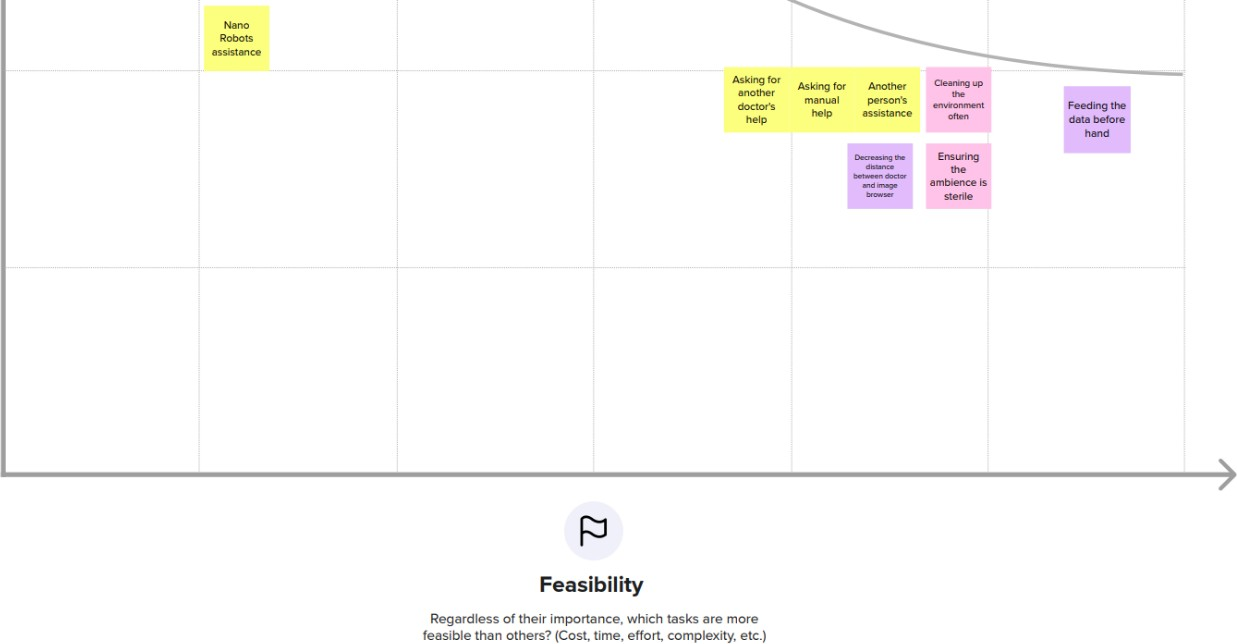 Nano
Robots
assistance
Asking for
another
doctor's
help
Asking for
manual
help
Another
person's
assistance
Cleaning up
the
environment
often
Feeding the
data before
hand
Decreasing the
distance
between doctor
and image
browser
Ensuring
the
ambience is
sterile
Feasibility
Regardless of their importance, which tasks are more
feasible than others? (Cost, time, effort, complexity, etc.)